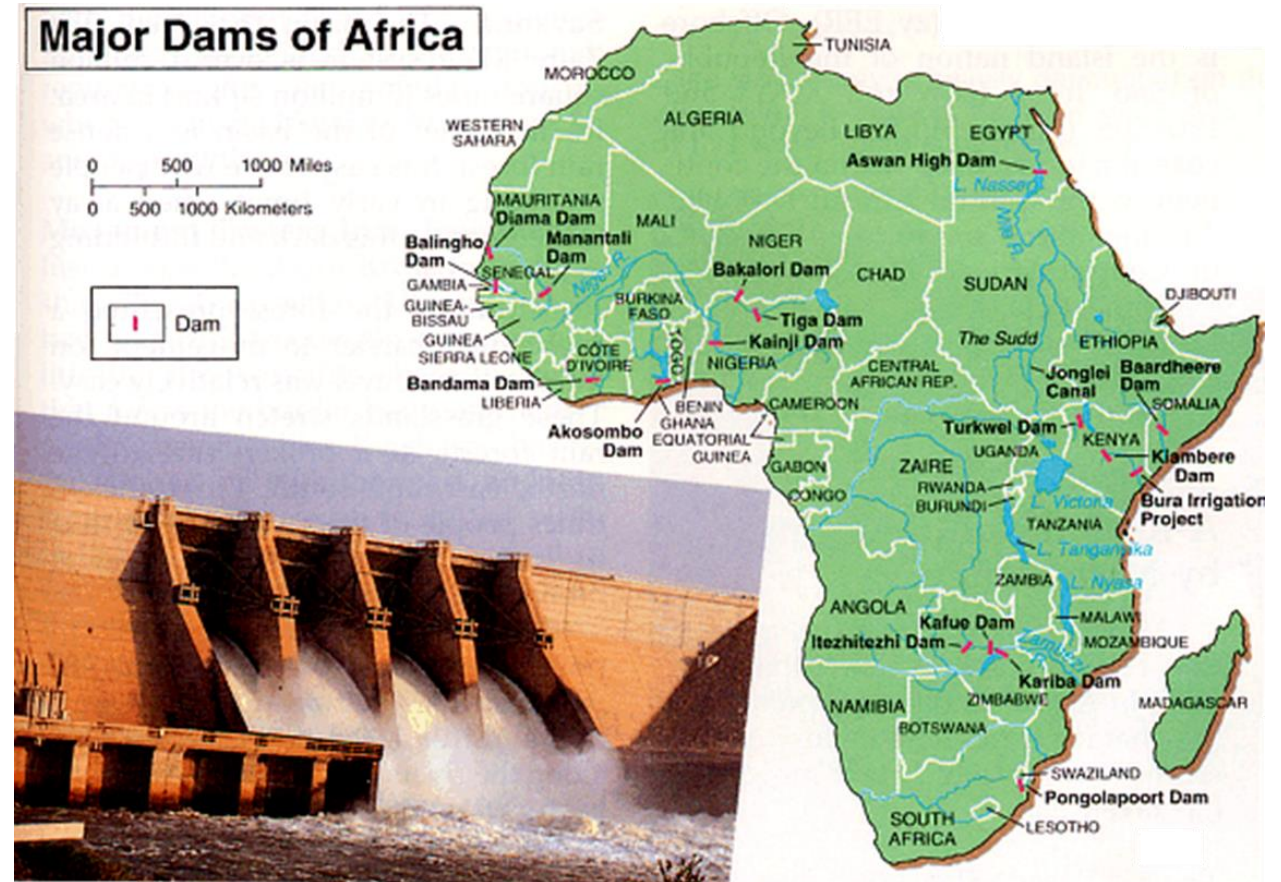 Major Dams of Africa
0 500 1000 Miles
0 500 1000 Kilometers
Dam
TUNISIA
MOROCCO
ALGERIA
LIBYA
EGYPT
WESTERN
SAHARA
Aswan High Dam
L. Nasser
Nile R.
MAURITANIA
Diama Dam
MALI
NIGER
CHAD
SUDAN
Balingho
Dam
Manantali
Dam
SENEGAL
GAMBIA
Niger R.
Bakalori Dam
DJIBOUTI
GUINEA-
BISSAU
BURKINA
FASO
Tiga Dam
GUINEA
SIERRA LEONE
TOGO
Kainji Dam
The Sudd
ETHIOPIA
CÔTE
D'IVOIRE
NIGERIA
CENTRAL
AFRICAN REP.
Jonglei
Canal
Baardheere
Dam
Bandama Dam
LIBERIA
BENIN
GHANA
CAMEROON
SOMALIA
Akosombo
Dam
EQUATORIAL
GUINEA
Turkwel Dam
KENYA
UGANDA
GABON
ZAIRE
Kiambere
Dam
CONGO
RWANDA
BURUNDI
L. Victoria
Bura Irrigation
Project
TANZANIA
L. Tanganika
ZAMBIA
L. Nyasa
ANGOLA
Kafue Dam
MALAWI
Itezhitezhi Dam
Zambezi
MOZAMBIQUE
Kariba Dam
NAMIBIA
ZIMBABWE
MADAGASCAR
BOTSWANA
SWAZILAND
Pongolapoort Dam
SOUTH
AFRICA
LESOTHO